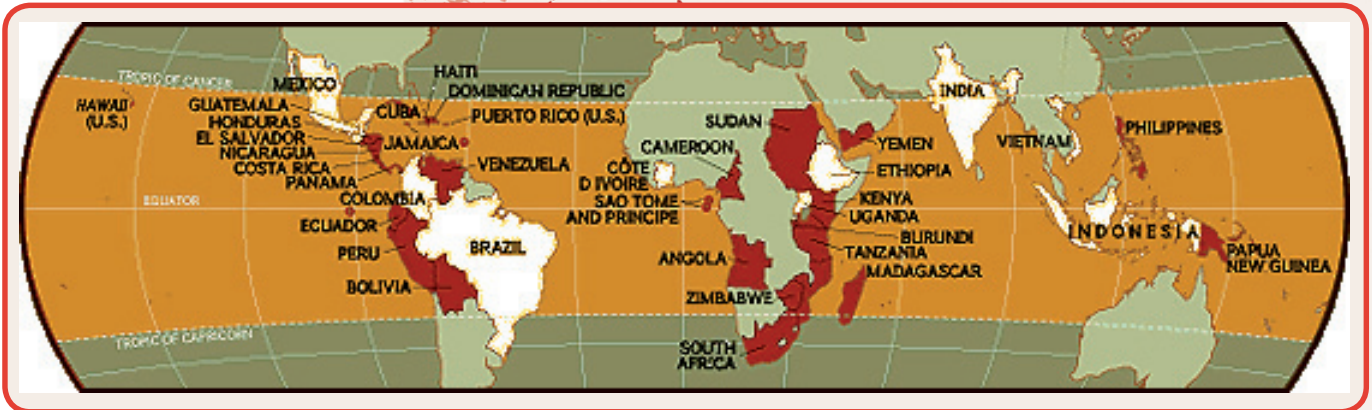 TROPIC OF CANCER
HAWAII
(U.S.)
MEXICO
GUATEMALA
HONDURAS
EL SALVADOR
NICARAGUA
COSTA RICA
PANAMA
HAITI
DOMINICAN REPUBLIC
CUBA
PUERTO RICO (U.S.)
JAMAICA
VENEZUELA
COLOMBIA
EQUATOR
ECUADOR
PERU
BRAZIL
BOLIVIA
TROPIC OF CAPRICORN
SUDAN
CAMEROON
CÔTE
D IVOIRE
SAO TOME
AND PRINCIPE
YEMEN
ETHIOPIA
KENYA
UGANDA
BURUNDI
TANZANIA
MADAGASCAR
ANGOLA
ZIMBABWE
SOUTH
AFRICA
INDIA
VIETNAM
PHILIPPINES
INDONESIA
PAPUA
NEW GUINEA